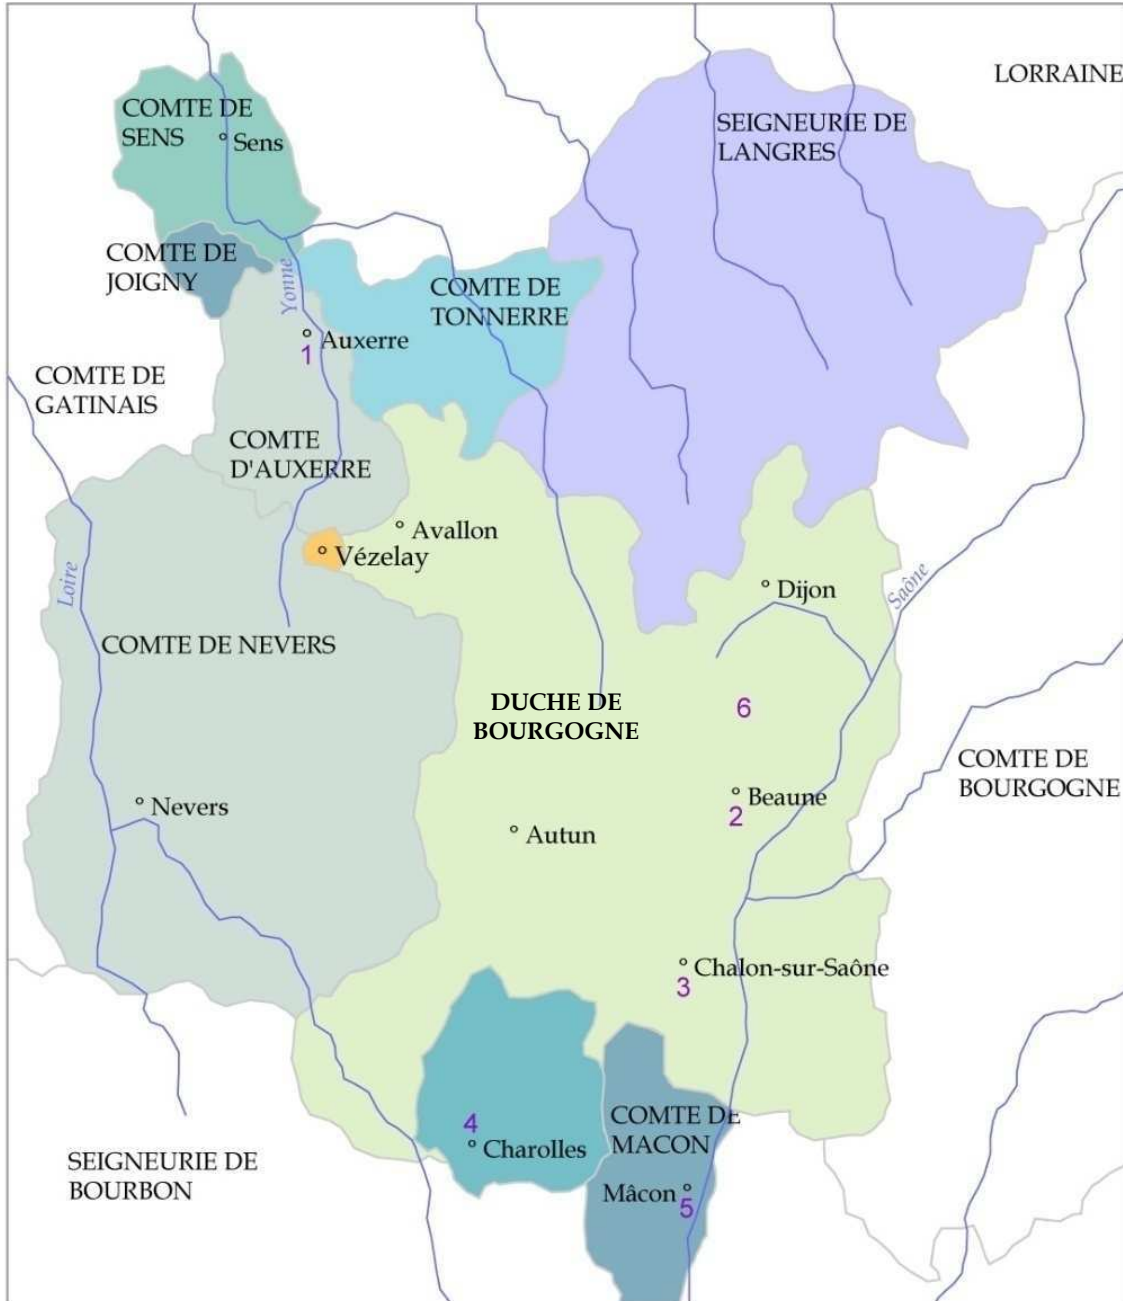 LORRAINE
COMTE DE
SENS
Sens
SEIGNEURIE DE
LANGRES
COMTE DE
JOIGNY
Yonne
COMTE DE
TONNERRE
Auxerre
1
COMTE DE
GATINAIS
COMTE
D'AUXERRE
Avallon
Vézelay
Loire
Dijon
Saône
COMTE DE NEVERS
DUCHE DE
BOURGOGNE
6
COMTE DE
BOURGOGNE
Nevers
Beaune
2
Autun
Chalon-sur-Saône
3
4
Charolles
COMTE DE
MACON
SEIGNEURIE DE
BOURBON
Mâcon
5